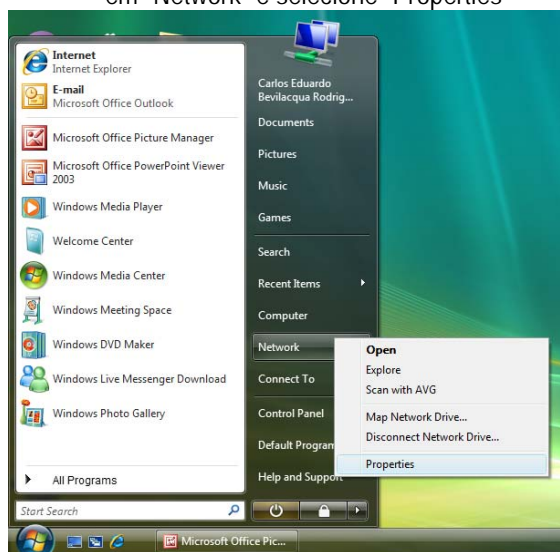 em "Network" e selecione "Properties"
Internet
Internet Explorer
E-mail
Microsoft Office Outlook
Microsoft Office Picture Manager
Microsoft Office PowerPoint Viewer
2003
Windows Media Player
Welcome Center
Windows Media Center
Windows Meeting Space
Windows DVD Maker
Windows Live Messenger Download
Windows Photo Gallery
All Programs
Start Search
Carlos Eduardo
Bevilacqua Rodrig...
Documents
Pictures
Music
Games
Search
Recent Items
Computer
Network
Connect To
Control Panel
Default Program
Help and Support
Open
Explore
Scan with AVG
Map Network Drive...
Disconnect Network Drive...
Properties
Microsoft Office Pic...